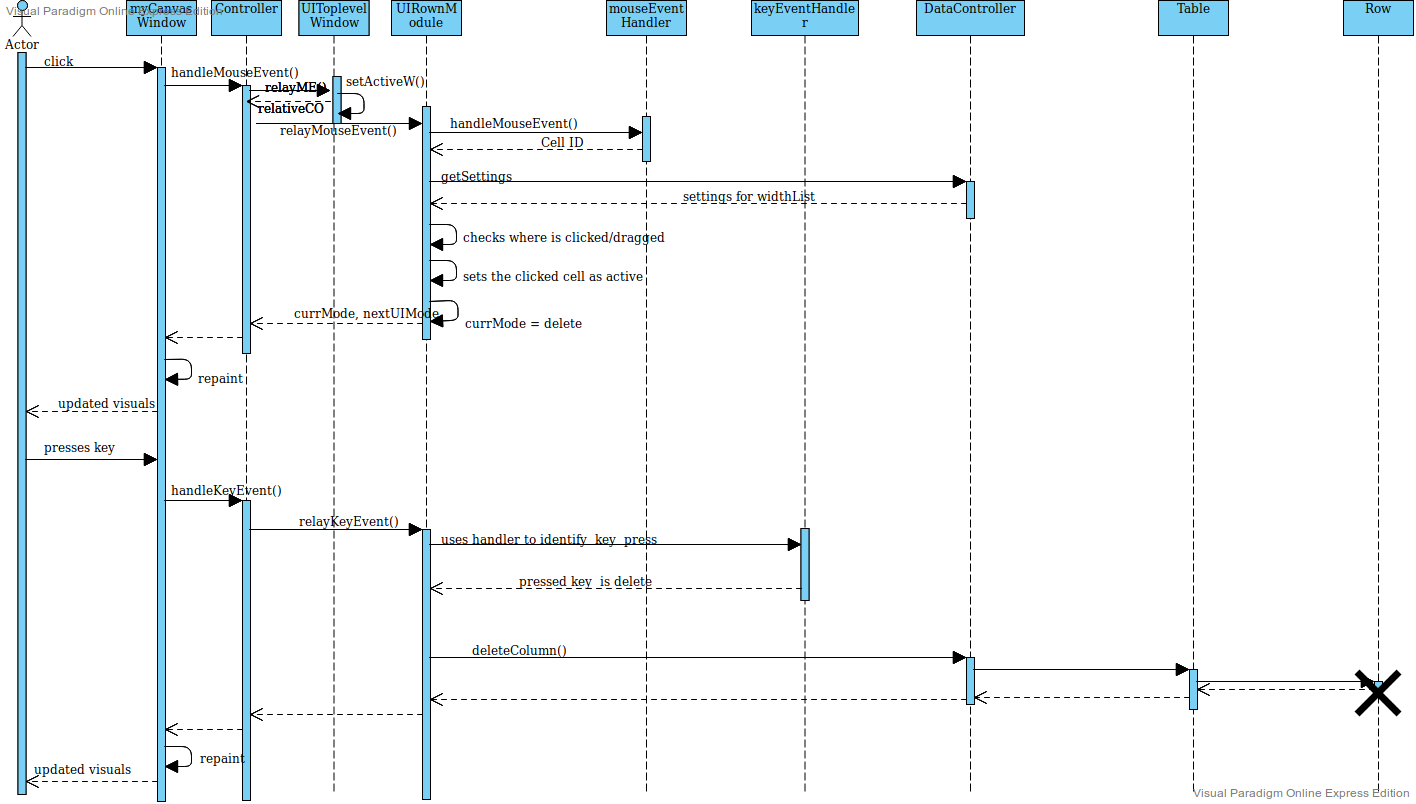 Visual Paradigm Online Express Edition
Actor
myCanvas
Window
Controller
UIToplevel
Window
UIRownM
odule
mouseEvent
Handler
keyEventHandle
r
DataController
Table
Row
click
handleMouseEvent()
relayME()
setActiveW()
relativeCO
relayMouseEvent()
handleMouseEvent()
Cell ID
getSettings
settings for widthList
checks where is clicked/dragged
sets the clicked cell as active
currMode, nextUIMode
currMode = delete
repaint
updated visuals
presses key
handleKeyEvent()
relayKeyEvent()
uses handler to identify key press
pressed key is delete
deleteColumn()
repaint
updated visuals
Visual Paradigm Online Express Edition